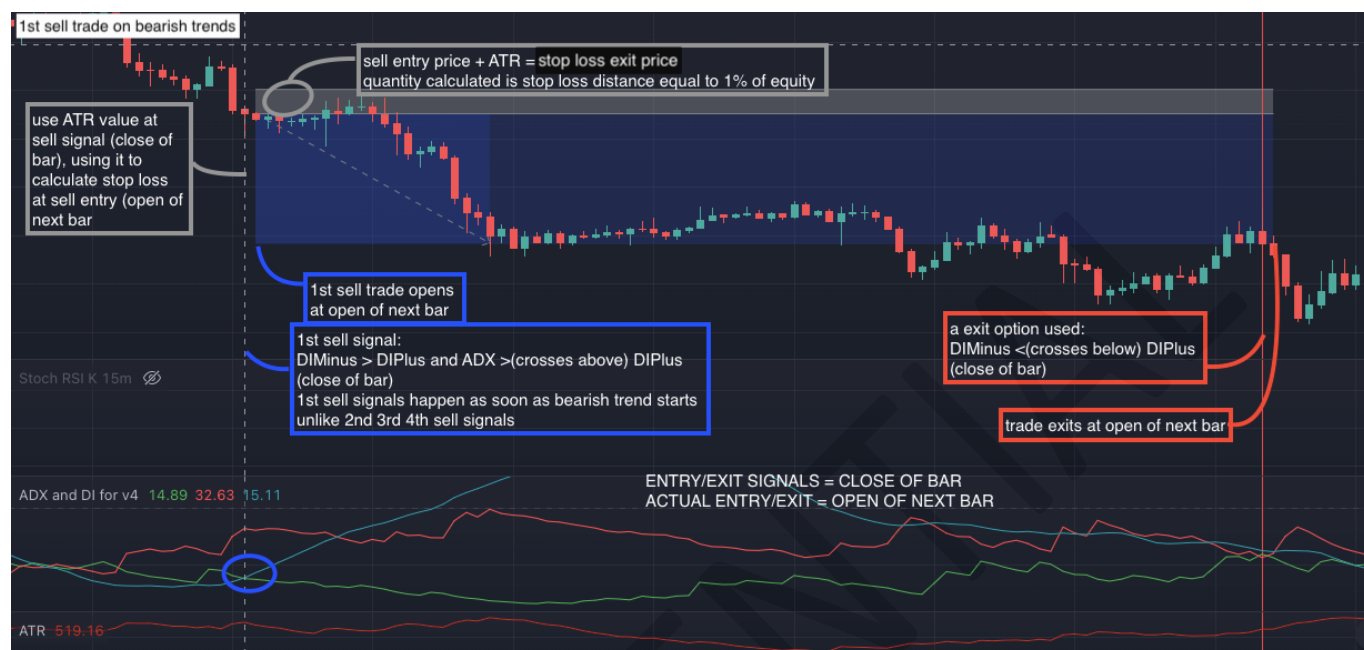 1st sell trade on bearish trends
sell entry price + ATR = stop loss exit price
quantity calculated is stop loss distance equal to 1% of equity
use ATR value at
sell signal (close of
bar), using it to
calculate stop loss
at sell entry (open of
next bar
1st sell trade opens
at open of next bar
1st sell signal:
DIMinus > DIPlus and ADX >(crosses above) DIPlus
(close of bar)
1st sell signals happen as soon as bearish trend starts
unlike 2nd 3rd 4th sell signals
a exit option used:
DIMinus <(crosses below) DIPlus
(close of bar)
trade exits at open of next bar
Stoch RSI K 15m
ENTRY/EXIT SIGNALS = CLOSE OF BAR
ACTUAL ENTRY/EXIT = OPEN OF NEXT BAR
ADX and DI for v4 14.89 32.63 15.11
ATR 519.16
ENTIAL